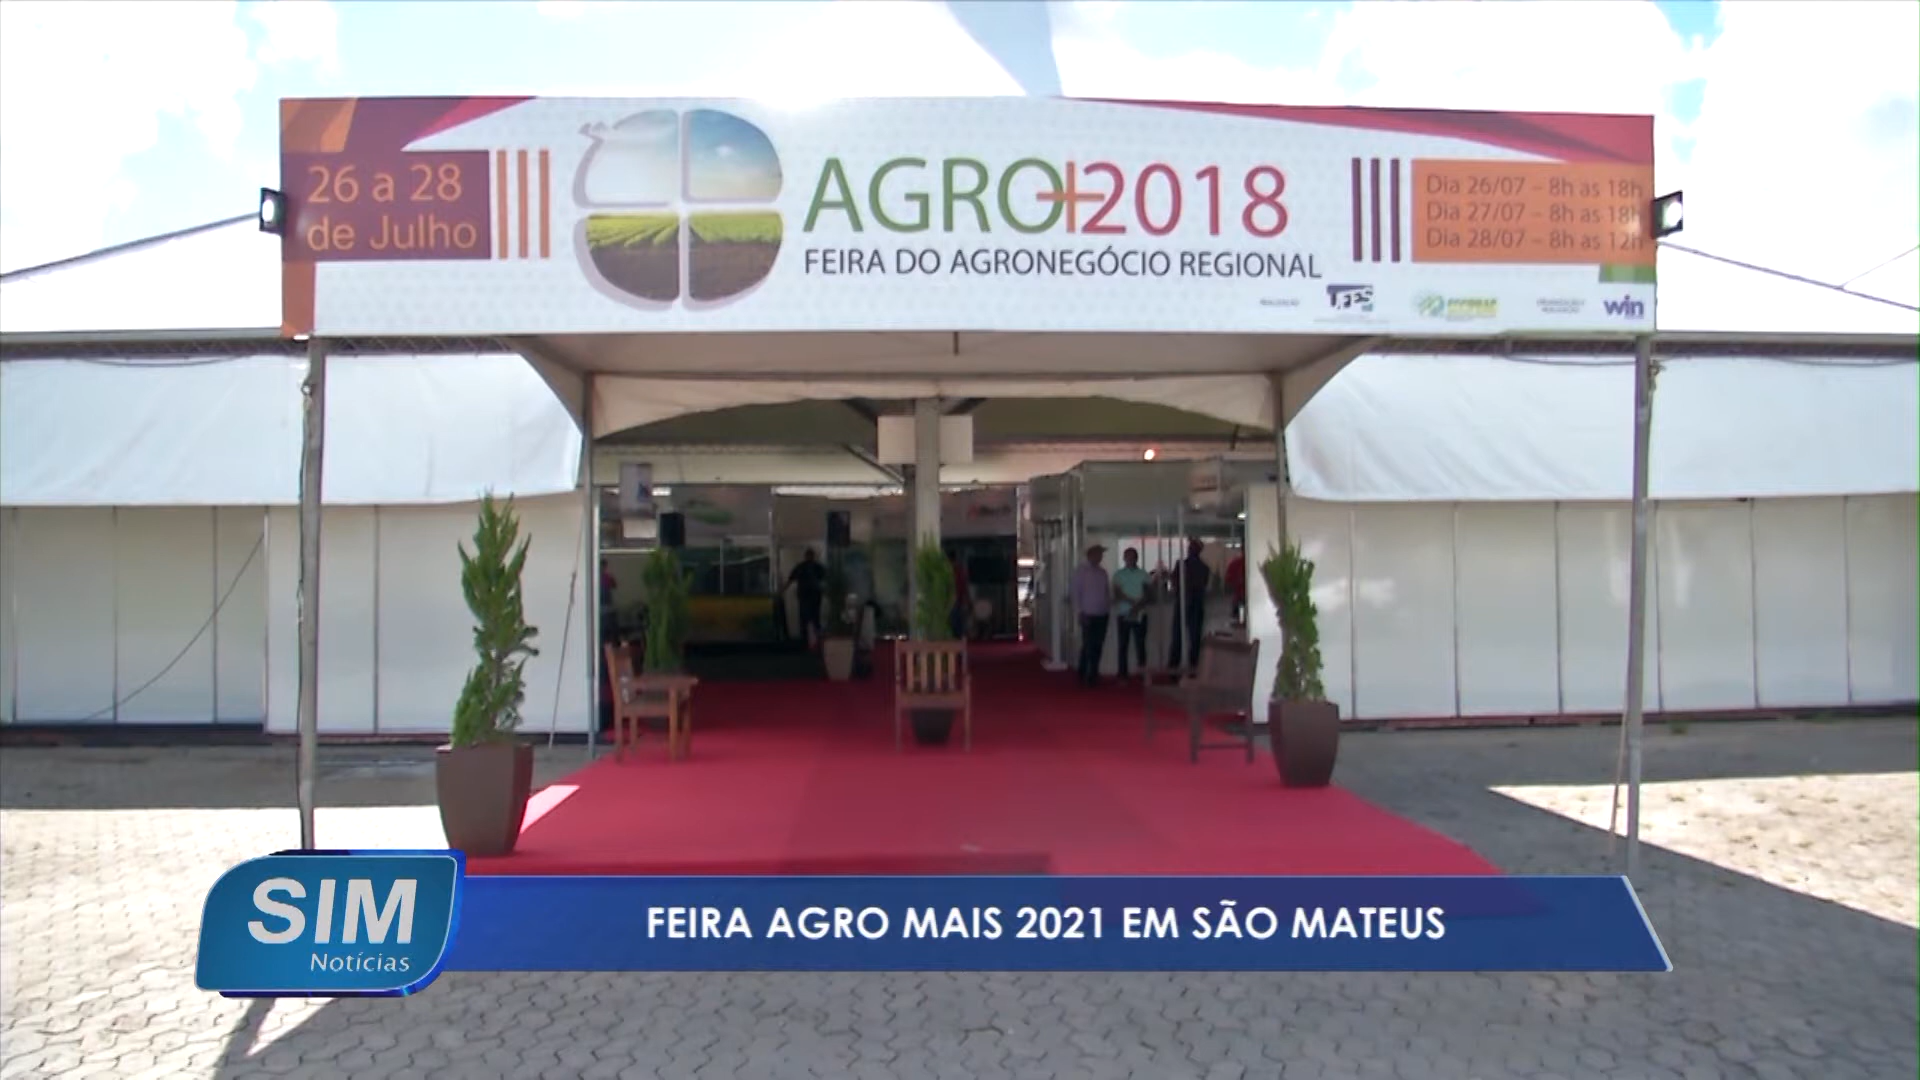 26 a 28
de Julho
AGRO+2018
FEIRA DO AGRONEGÓCIO REGIONAL
Dia 26/07 - 8h as 18h
Dia 27/07 - 8h as 18h
Dia 28/07 - 8h as 12h
win
SIM
Notícias
FEIRA AGRO MAIS 2021 EM SÃO MATEUS